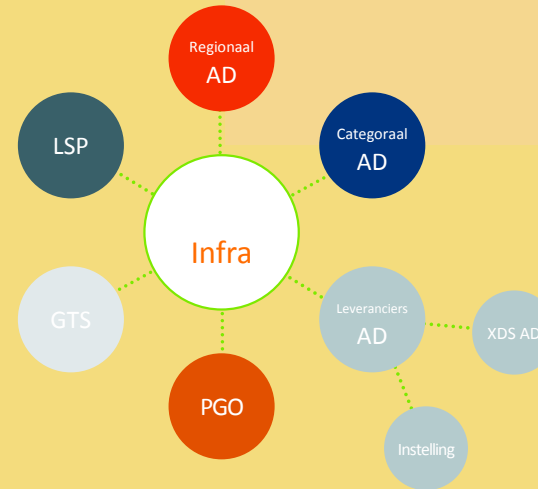 Regionaal
AD
LSP
Categoraal
AD
Infra
GTS
Leveranciers
AD
XDS AD
PGO
Instelling